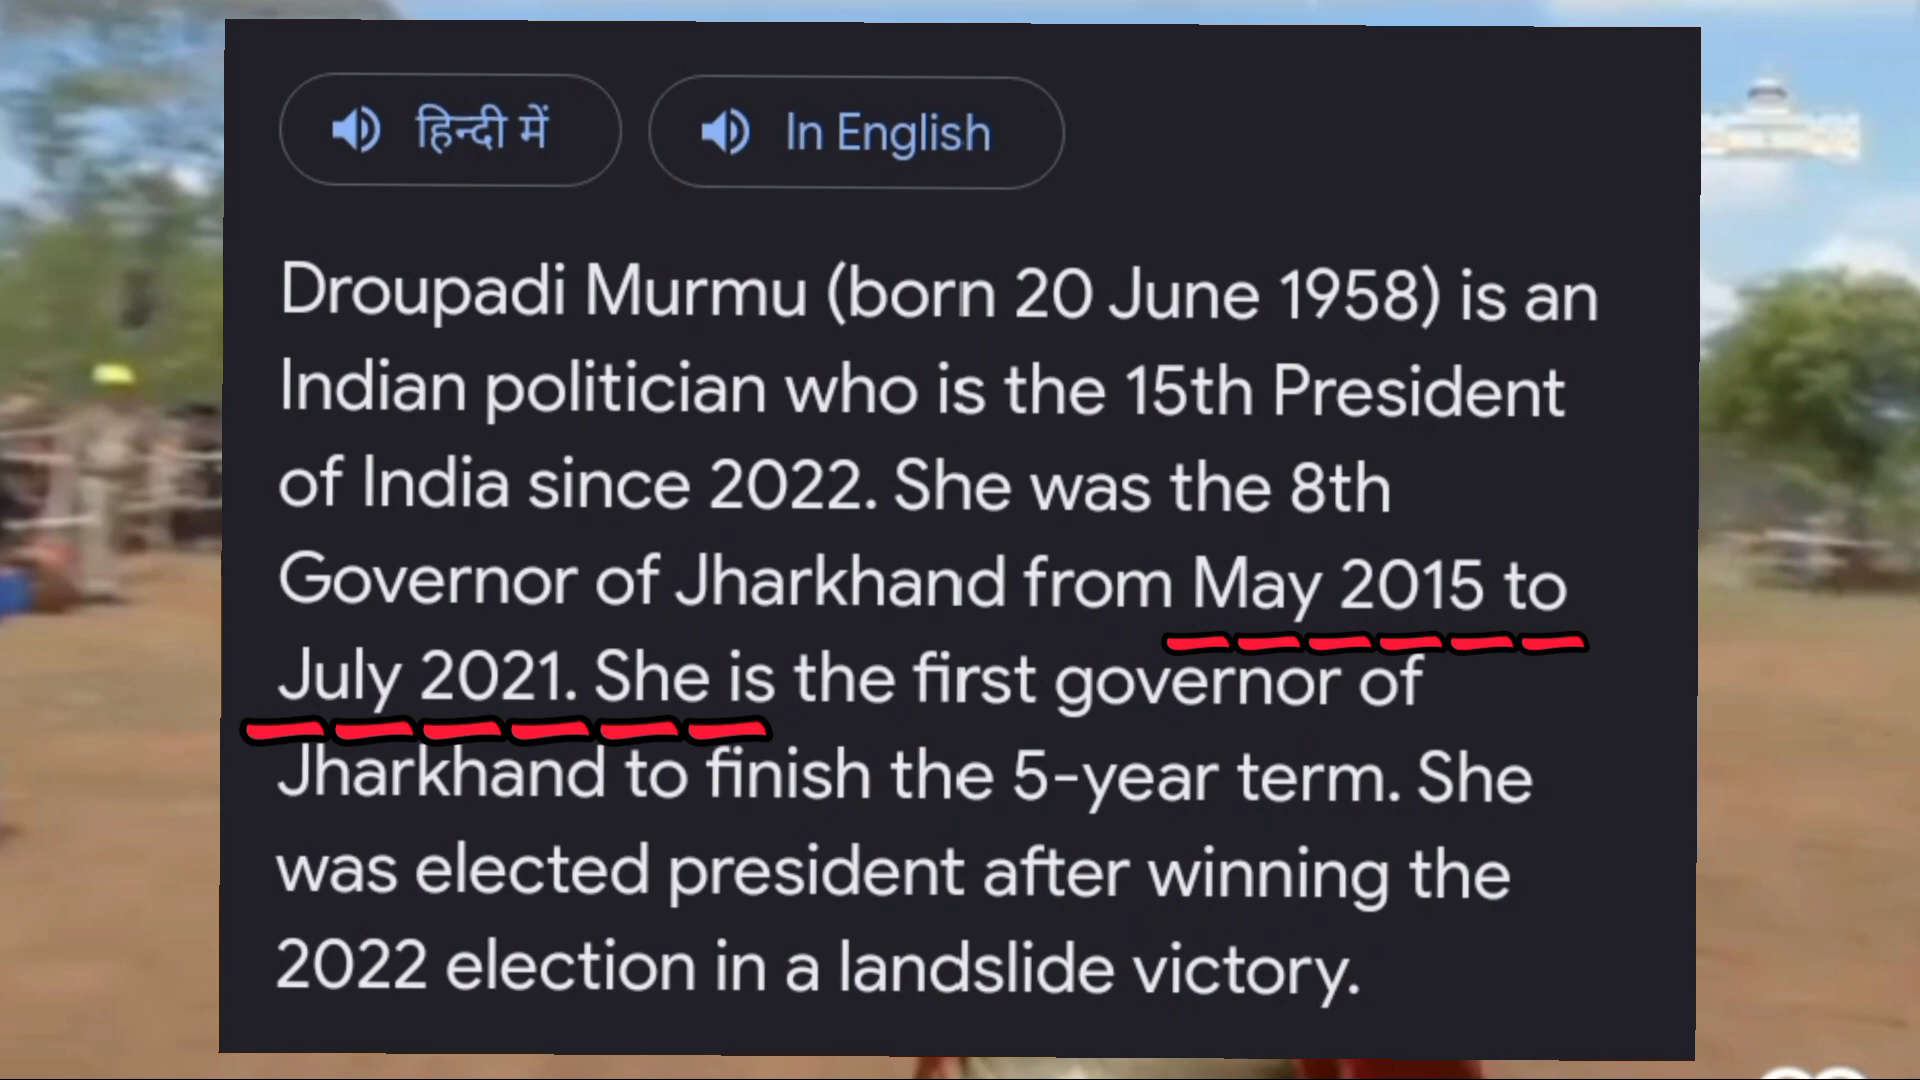 हिन्दी में
In English
Droupadi Murmu (born 20 June 1958) is an
Indian politician who is the 15th President
of India since 2022. She was the 8th
Governor of Jharkhand from May 2015 to
July 2021. She is the first governor of
Jharkhand to finish the 5-year term. She
was elected president after winning the
2022 election in a landslide victory.